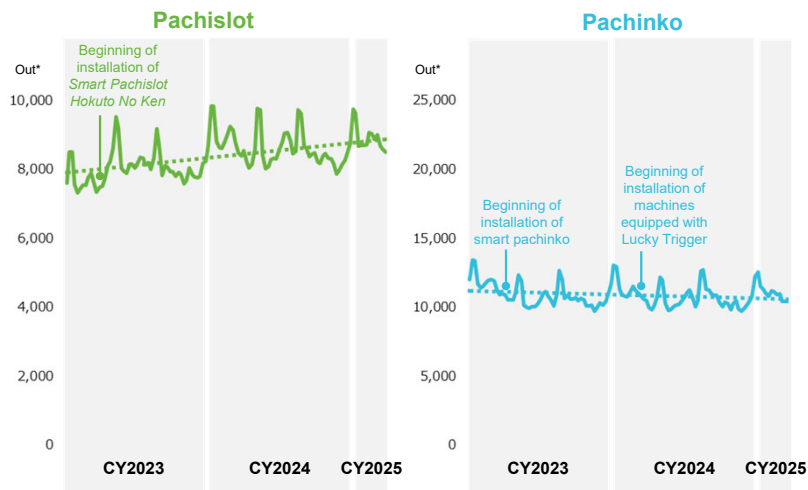 Pachislot
Out*
Beginning of
installation of
Smart Pachislot
Hokuto No Ken
10,000
8,000
6,000
4,000
2,000
0
CY2023
CY2024
CY2025
Pachinko
Out*
25,000
20,000
15,000
10,000
5,000
0
Beginning of
installation of
smart pachinko
Beginning of
installation of
machines
equipped with
Lucky Trigger
CY2023
CY2024
CY2025